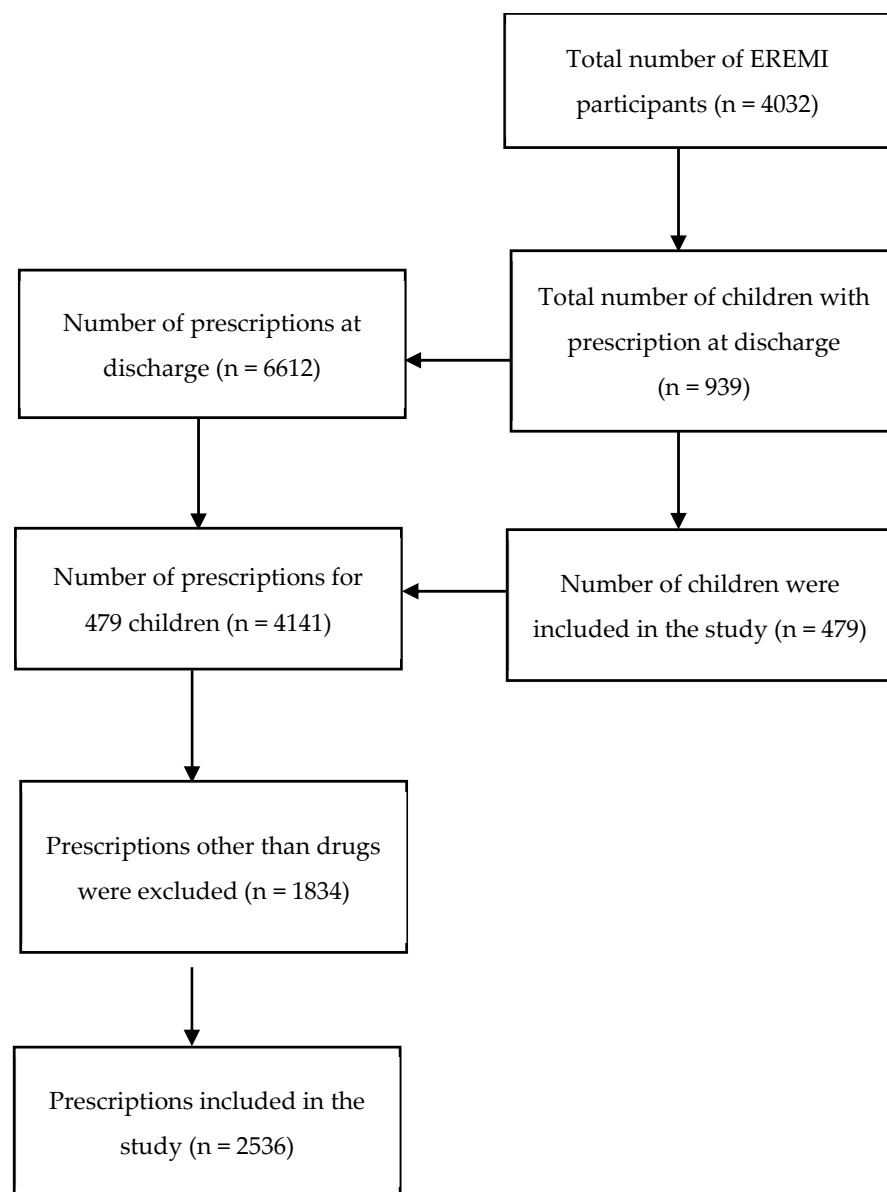 Total number of EREMI
participants (n = 4032)
Number of prescriptions at
discharge (n = 6612)
Total number of children with
prescription at discharge
(n = 939)
Number of prescriptions for
479 children (n = 4141)
Number of children were
included in the study (n = 479)
Prescriptions other than drugs
were excluded (n = 1834)
Prescriptions included in the
study (n = 2536)